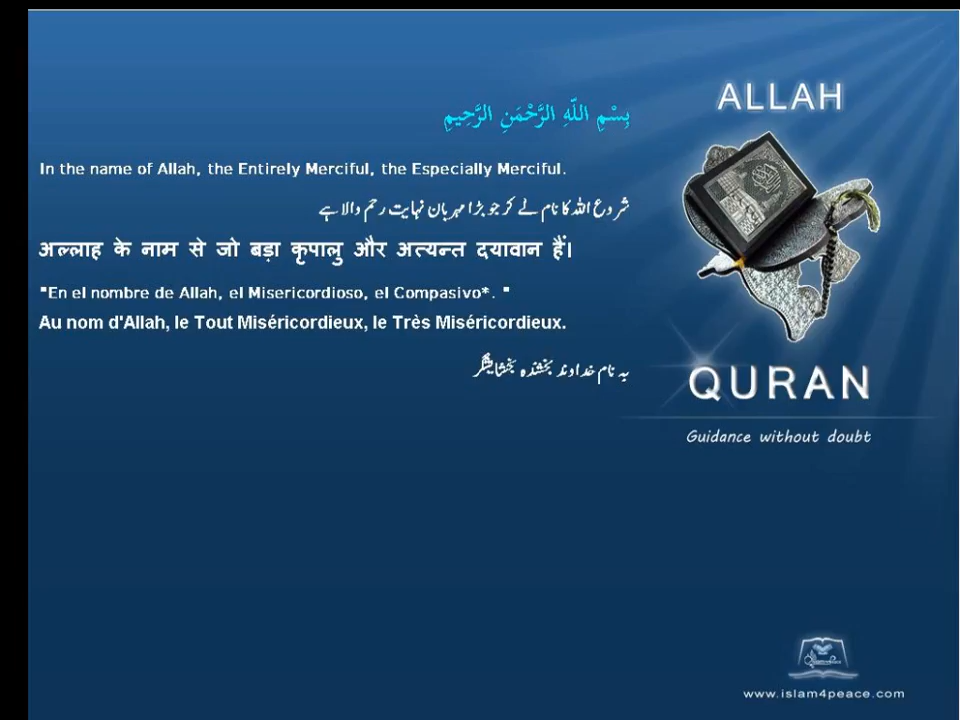 بِسْمِ اللَّهِ الرَّحْمَنِ الرَّحِيمِ
In the name of Allah, the Entirely Merciful, the Especially Merciful.
شروع الله کا نام لے کر جو بڑا مہربان نہایت رحم والا ہے
अल्लाह के नाम से जो बड़ा कृपालु और अत्यन्त दयावान हैं।
"En el nombre de Allah, el Misericordioso, el Compasivo*. "
Au nom d'Allah, le Tout Miséricordieux, le Très Miséricordieux.
به نام خداوند بخشنده بخشایشگر
ALLAH
QURAN
Guidance without doubt
www.islam4peace.com